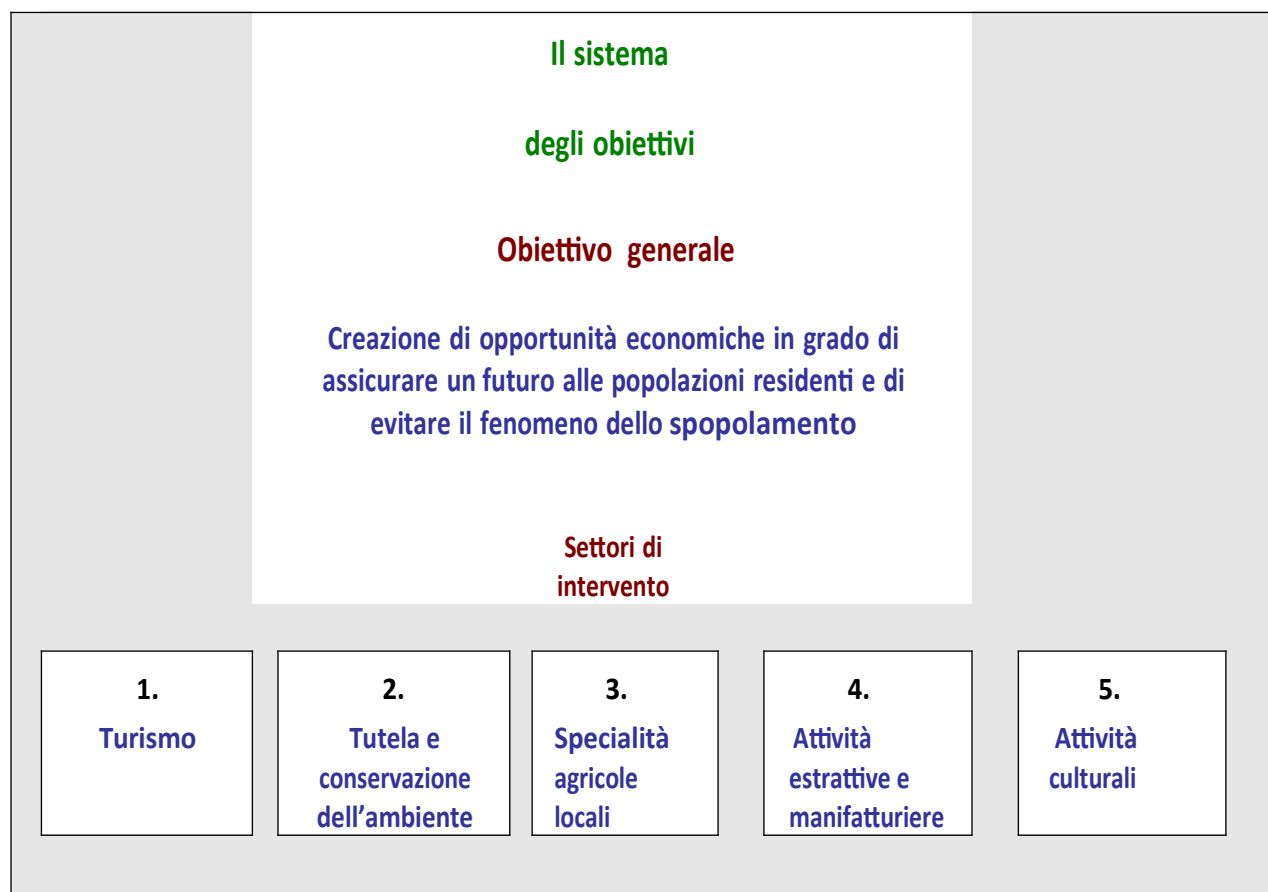 Il sistema
degli obiettivi
Obiettivo generale
Creazione di opportunità economiche in grado di
assicurare un futuro alle popolazioni residenti e di
evitare il fenomeno dello spopolamento
Settori di
intervento
1.
Turismo
2.
Tutela e
conservazione
dell’ambiente
3.
Specialità
agricole
locali
4.
Attività
estrattive e
manifatturiere
5.
Attività
culturali